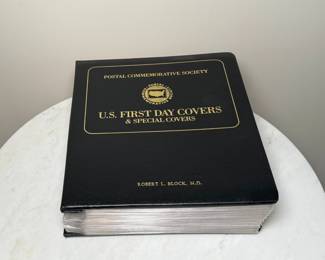 POSTAL COMMEMORATIVE SOCIETY
U.S. FIRST DAY COVERS
& SPECIAL COVERS
ROBERT L. BLOCK, M.D.